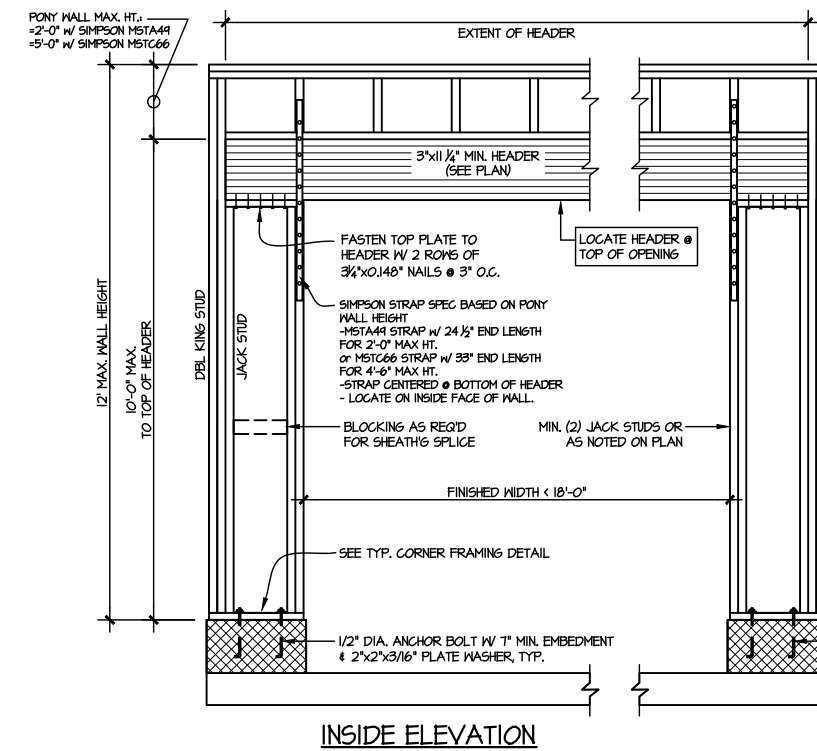 PONY WALL MAX. HT.:
=2'-0" W/ SIMPSON MSTA49
=5'-0" W/ SIMPSON MSTC66
EXTENT OF HEADER
3"x11 1/4" MIN. HEADER
(SEE PLAN)
FASTEN TOP PLATE TO
HEADER W/ 2 ROWS OF
3 1/4"x0.148" NAILS @ 3" O.C.
LOCATE HEADER @
TOP OF OPENING
SIMPSON STRAP SPEC BASED ON PONY
WALL HEIGHT
-MSTA49 STRAP w/ 24 1/2" END LENGTH
FOR 2'-0" MAX HT.
or MSTC66 STRAP w/ 33" END LENGTH
FOR 4'-6" MAX HT.
-STRAP CENTERED @ BOTTOM OF HEADER
- LOCATE ON INSIDE FACE OF WALL.
12' MAX. WALL HEIGHT
10'-0" MAX.
TO TOP OF HEADER
DBL KING STUD
JACK STUD
BLOCKING AS REQ'D
FOR SHEATH'G SPLICE
MIN. (2) JACK STUDS OR
AS NOTED ON PLAN
FINISHED WIDTH < 18'-0"
SEE TYP. CORNER FRAMING DETAIL
1/2" DIA. ANCHOR BOLT W/ 7" MIN. EMBEDMENT
& 2"x2"x3/16" PLATE WASHER, TYP.
INSIDE ELEVATION